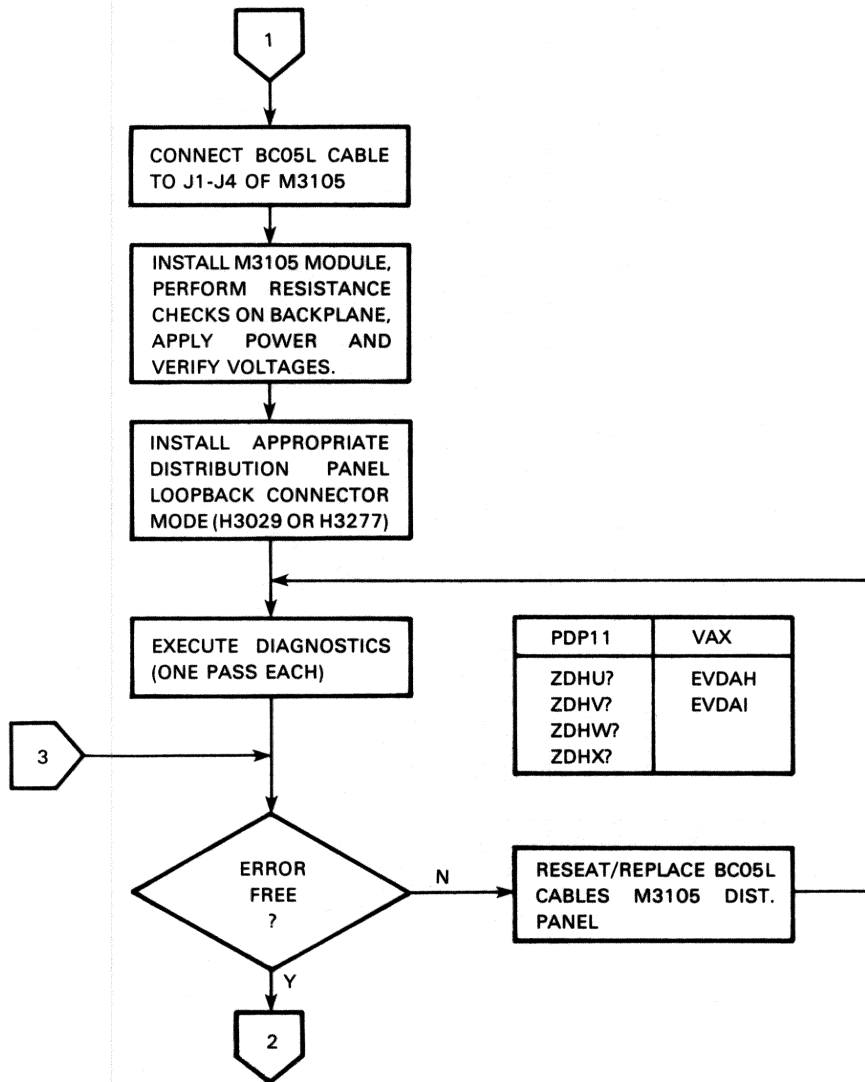 1
CONNECT BC05L CABLE
TO J1-J4 OF M3105
INSTALL M3105 MODULE,
PERFORM RESISTANCE
CHECKS ON BACKPLANE,
APPLY POWER AND
VERIFY VOLTAGES.
INSTALL APPROPRIATE
DISTRIBUTION PANEL
LOOPBACK CONNECTOR
MODE (H3029 OR H3277)
EXECUTE DIAGNOSTICS
(ONE PASS EACH)
PDP11 VAX
ZDHU? EVDAH
ZDHV? EVDAI
ZDHW?
ZDHX?
3
ERROR
FREE
?
N
RESEAT/REPLACE BC05L
CABLES M3105 DIST.
PANEL
Y
2